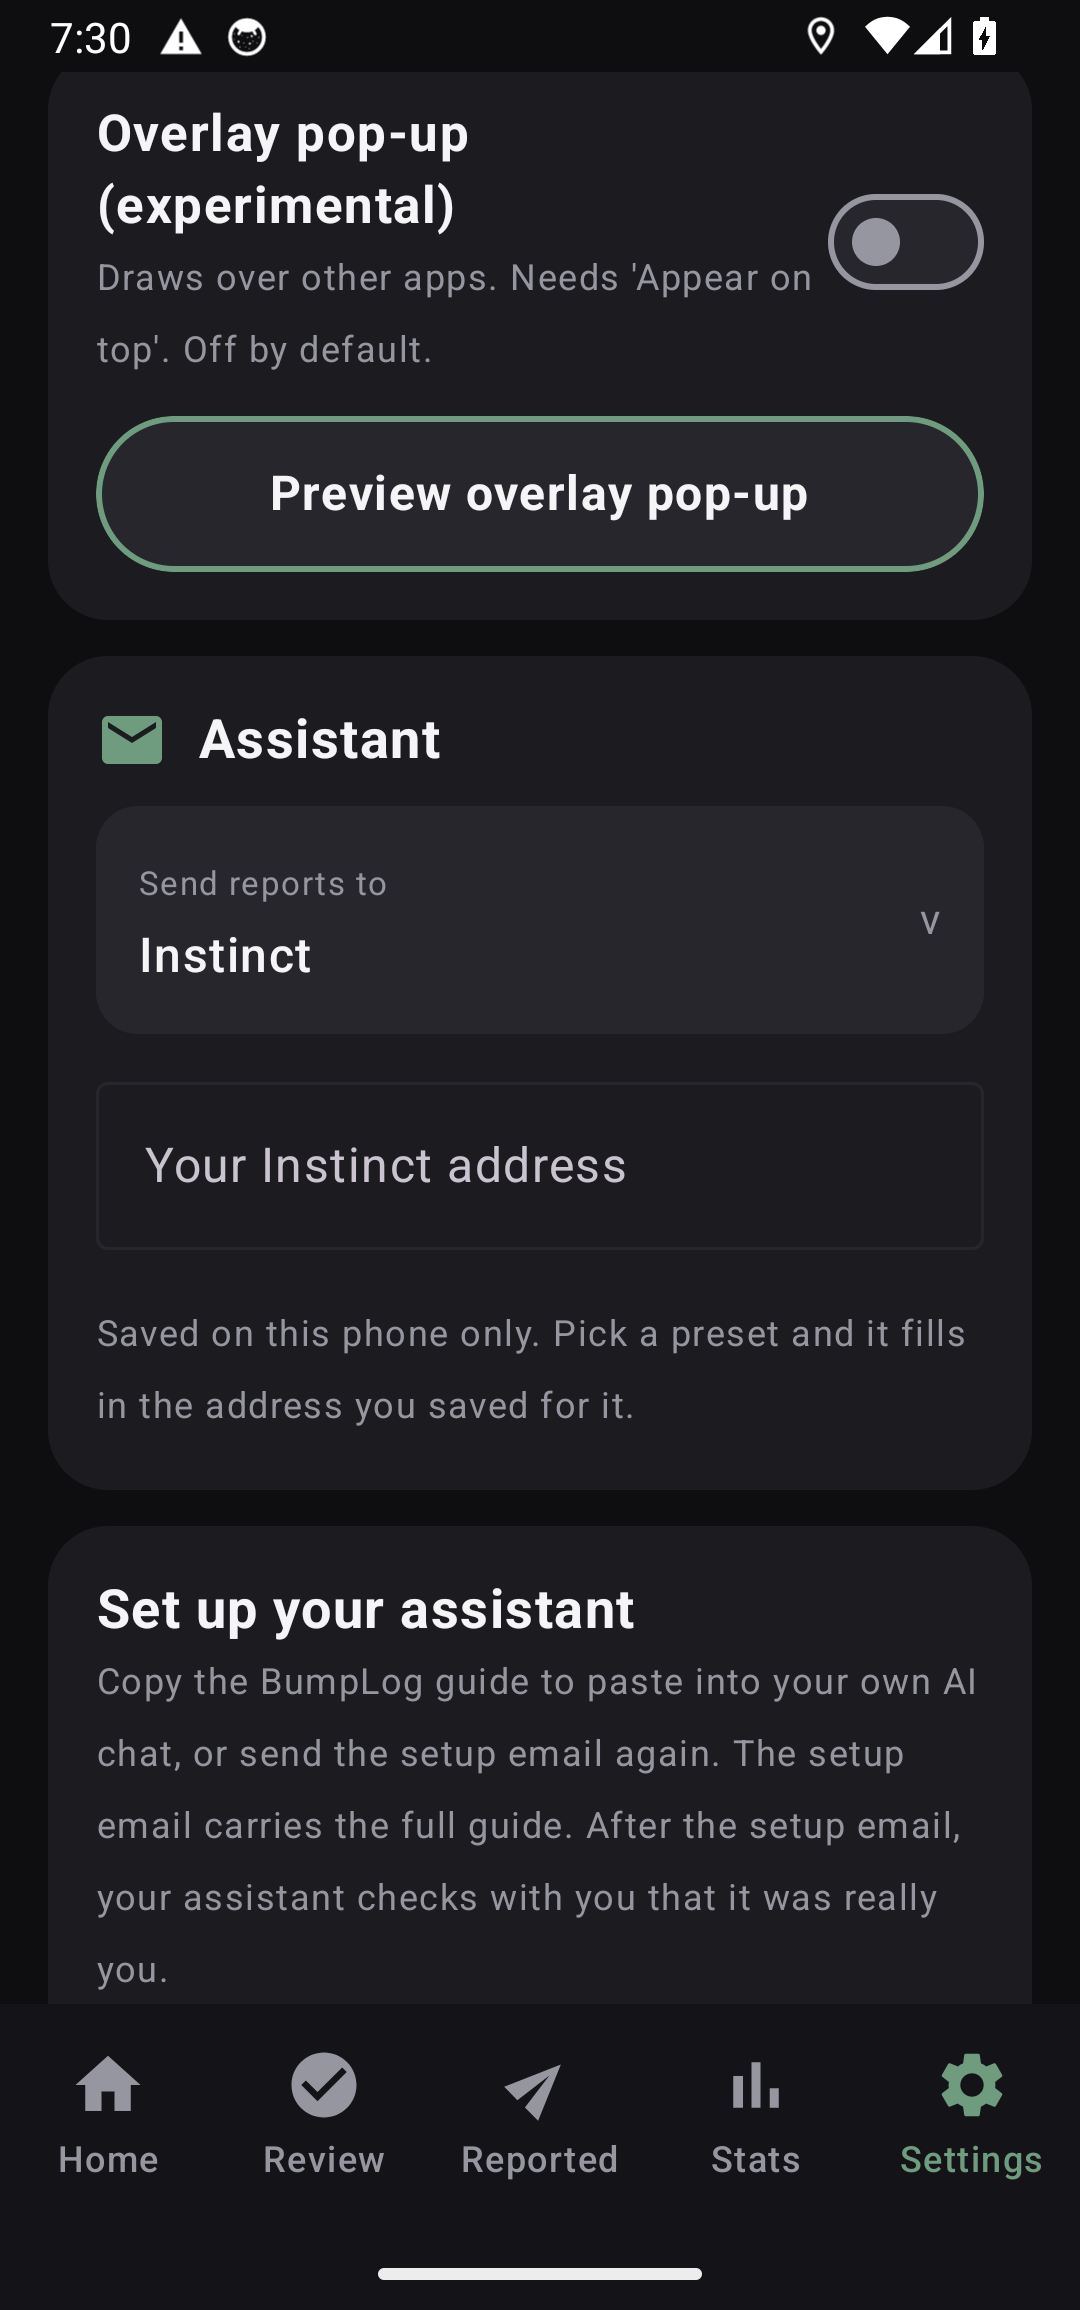 7:30
Overlay pop-up
(experimental)
Draws over other apps. Needs 'Appear on
top'. Off by default.
Preview overlay pop-up
Assistant
Send reports to
Instinct
v
Your Instinct address
Saved on this phone only. Pick a preset and it fills
in the address you saved for it.
Set up your assistant
Copy the BumpLog guide to paste into your own AI
chat, or send the setup email again. The setup
email carries the full guide. After the setup email,
your assistant checks with you that it was really
you.
Home Review Reported Stats Settings